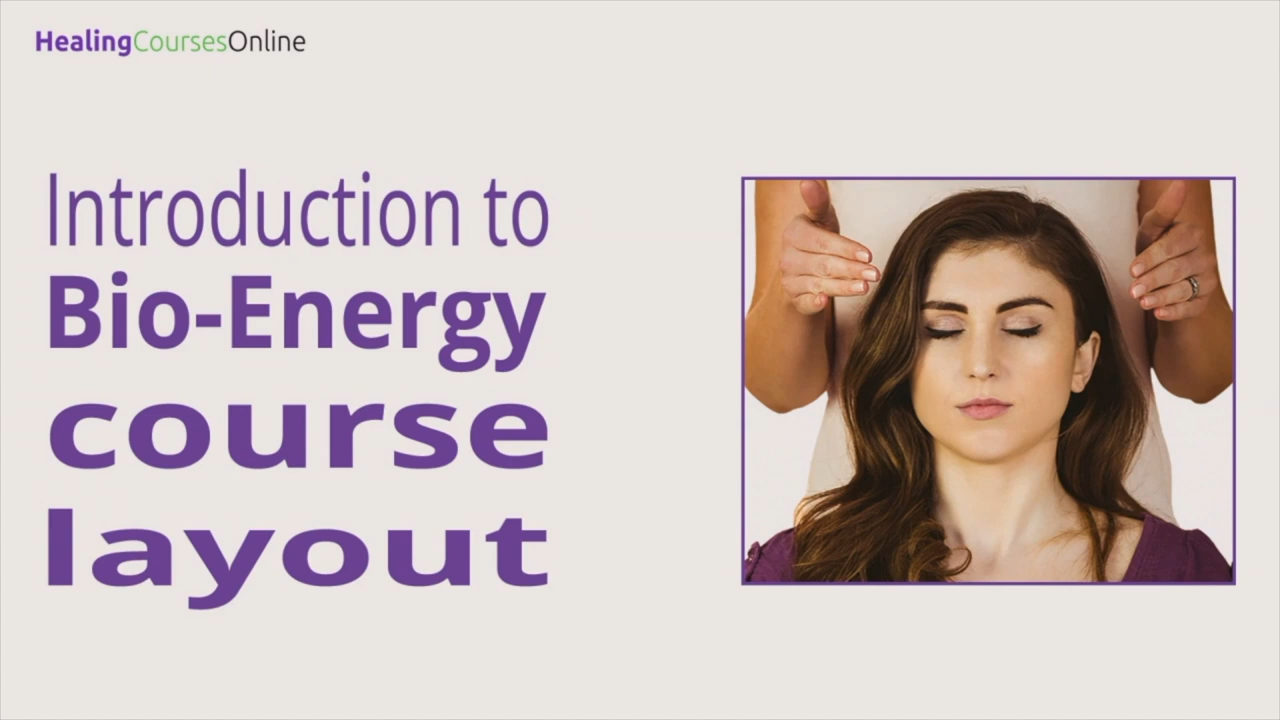 HealingCoursesOnline
Introduction to
Bio-Energy
course
layout